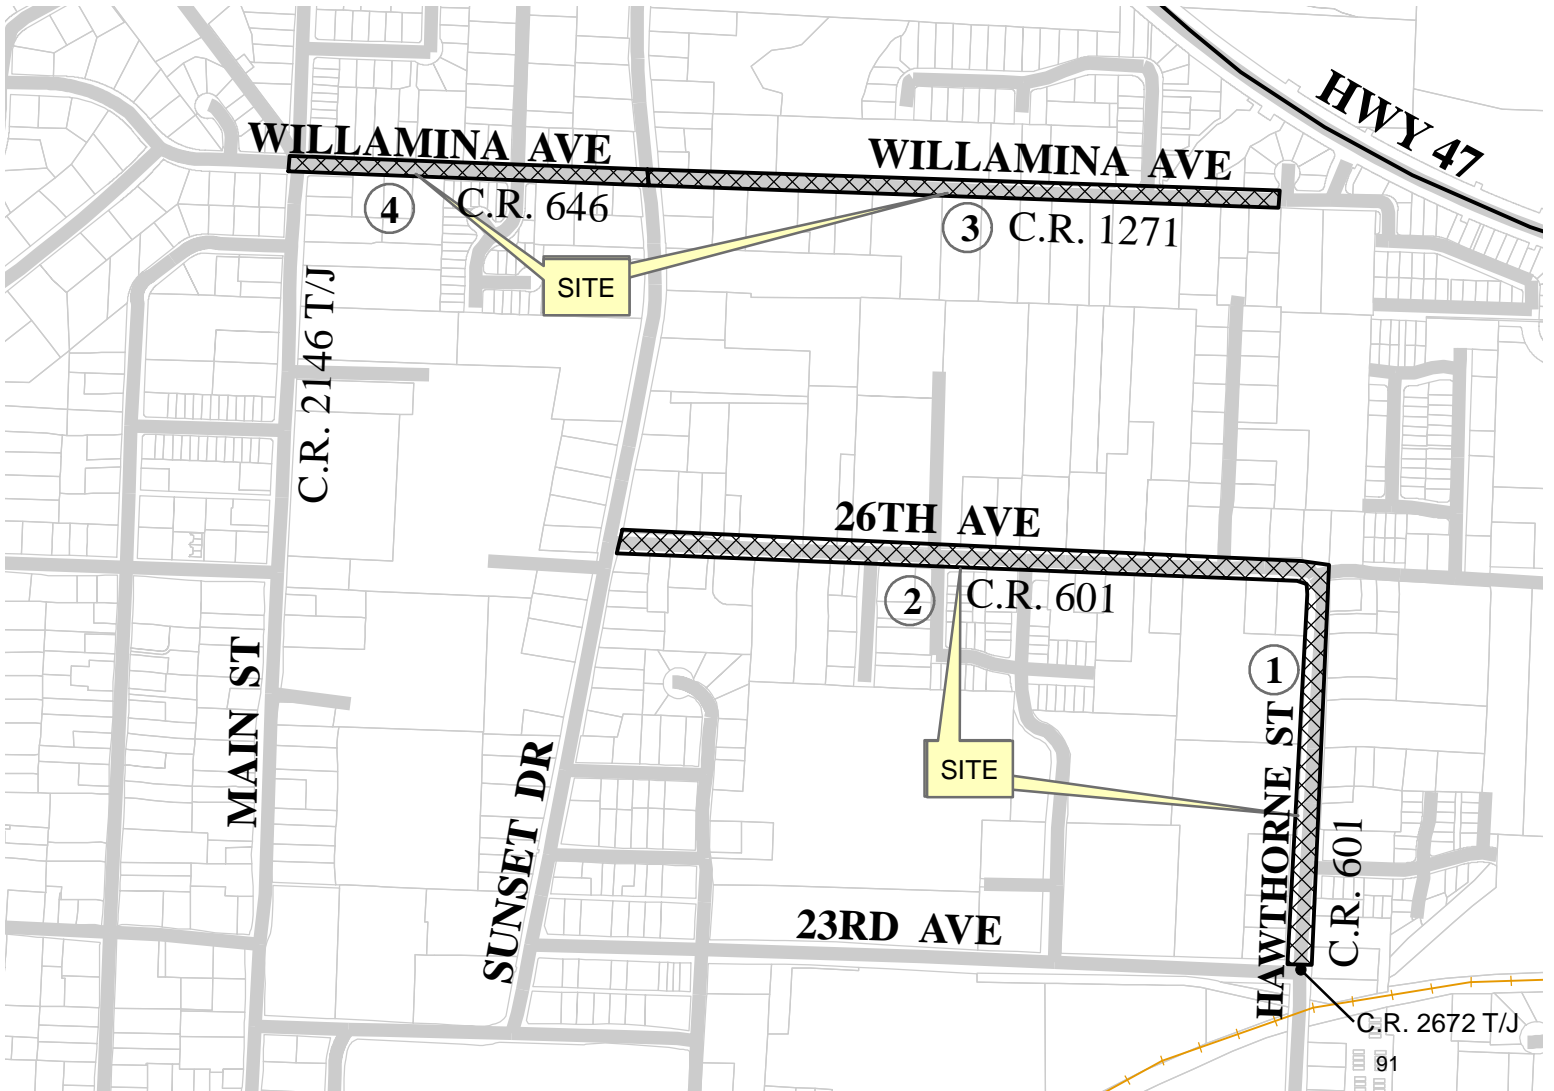 HWY 47
WILLAMINA AVE
WILLAMINA AVE
4
C.R. 646
3
C.R. 1271
SITE
C.R. 2146 T/J
26TH AVE
2
C.R. 601
1
MAIN ST
SUNSET DR
SITE
HAWTHORNE ST
C.R. 601
23RD AVE
C.R. 2672 T/J
91